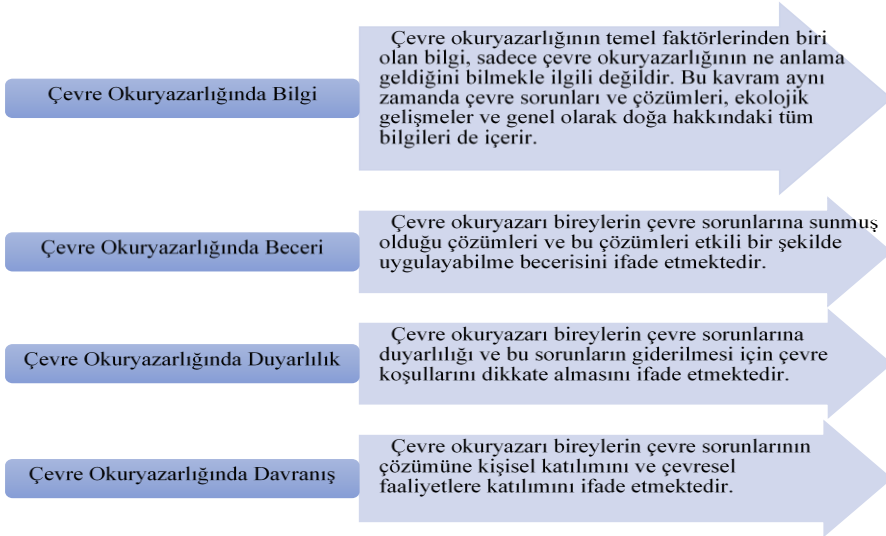 Çevre Okuryazarlığında Bilgi
Çevre okuryazarlığının temel faktörlerinden biri
olan bilgi, sadece çevre okuryazarlığının ne anlama
geldiğini bilmekle ilgili değildir. Bu kavram aynı
zamanda çevre sorunları ve çözümleri, ekolojik
gelişmeler ve genel olarak doğa hakkındaki tüm
bilgileri de içerir.
Çevre Okuryazarlığında Beceri
Çevre okuryazarı bireylerin çevre sorunlarına sunmuş
olduğu çözümleri ve bu çözümleri etkili bir şekilde
uygulayabilme becerisini ifade etmektedir.
Çevre Okuryazarlığında Duyarlılık
Çevre okuryazarı bireylerin çevre sorunlarına
duyarlılığı ve bu sorunların giderilmesi için çevre
koşullarını dikkate almasını ifade etmektedir.
Çevre Okuryazarlığında Davranış
Çevre okuryazarı bireylerin çevre sorunlarının
çözümüne kişisel katılımını ve çevresel
faaliyetlere katılımını ifade etmektedir.